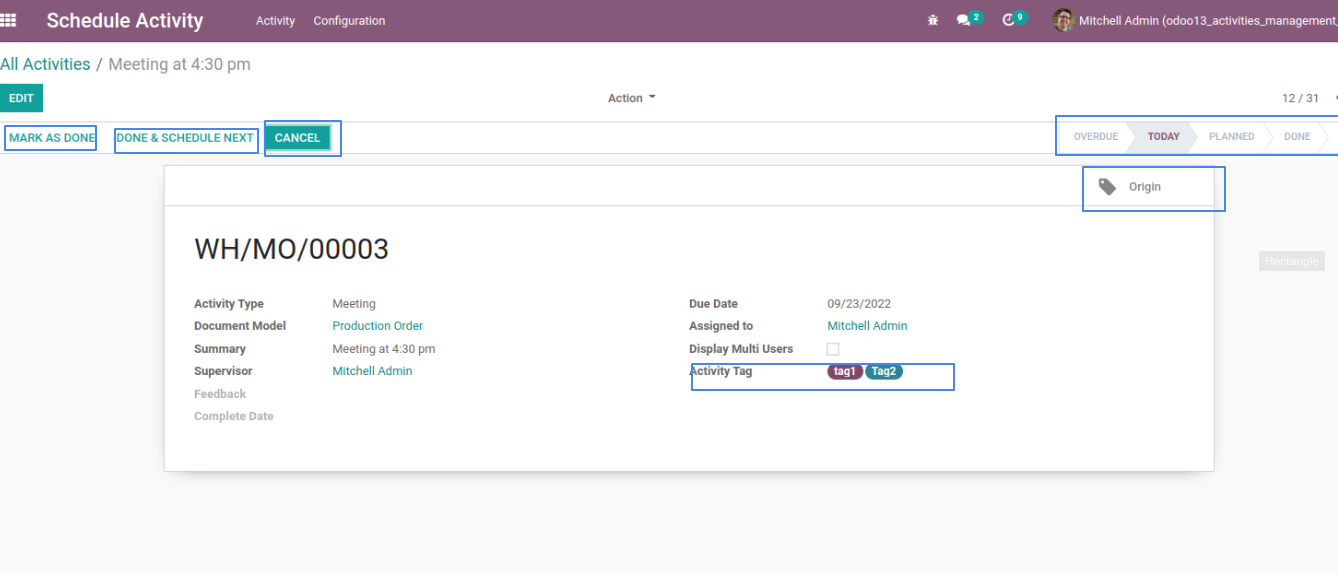 Schedule Activity Activity Configuration 2 9 Mitchell Admin (odoo13_activities_management_
All Activities / Meeting at 4:30 pm
EDIT Action 12 / 31
MARK AS DONE DONE & SCHEDULE NEXT CANCEL OVERDUE TODAY PLANNED DONE
Origin
WH/MO/00003
Rectangle
Activity Type Meeting Due Date 09/23/2022
Document Model Production Order Assigned to Mitchell Admin
Summary Meeting at 4:30 pm Display Multi Users
Supervisor Mitchell Admin Activity Tag tag1 Tag2
Feedback
Complete Date